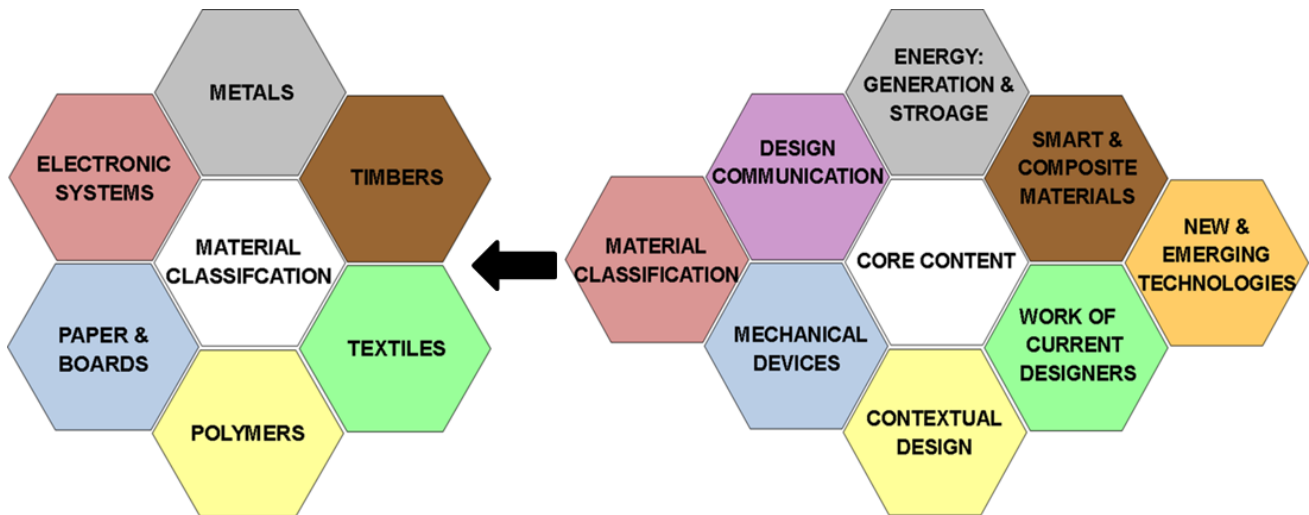 METALS
ELECTRONIC
SYSTEMS
TIMBERS
MATERIAL
CLASSIFCATION
PAPER &
BOARDS
TEXTILES
POLYMERS
ENERGY:
GENERATION &
STROAGE
DESIGN
COMMUNICATION
SMART &
COMPOSITE
MATERIALS
MATERIAL
CLASSIFICATION
CORE CONTENT
NEW &
EMERGING
TECHNOLOGIES
MECHANICAL
DEVICES
WORK OF
CURRENT
DESIGNERS
CONTEXTUAL
DESIGN